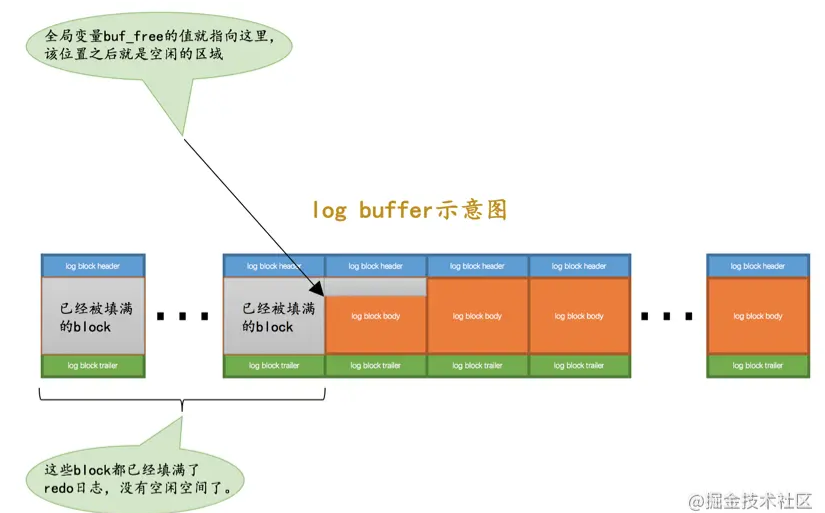 全局变量buf_free的值就指向这里，
该位置之后就是空闲的区域
log buffer示意图
log block header
log block header
log block header
log block header
log block header
log block header
已经被填满
的block
已经被填满
的block
log block body
log block body
log block body
log block body
log block trailer
log block trailer
log block trailer
log block trailer
log block trailer
log block trailer
这些block都已经填满了
redo日志，没有空闲空间了。
@掘金技术社区